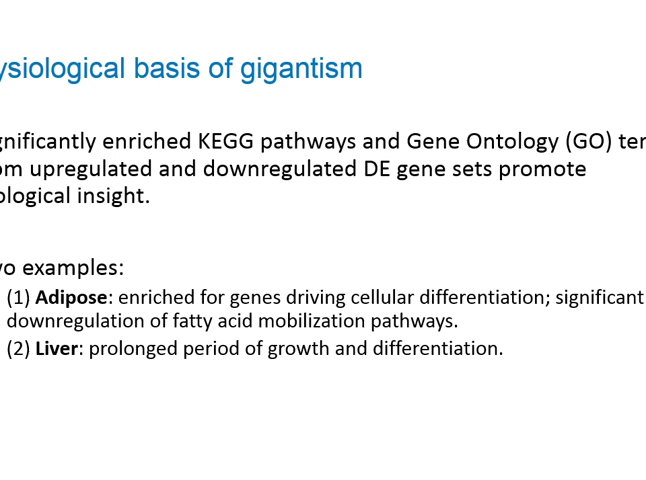 ysiological basis of gigantism
gnificantly enriched KEGG pathways and Gene Ontology (GO) ter
om upregulated and downregulated DE gene sets promote
ological insight.
wo examples:
(1) Adipose: enriched for genes driving cellular differentiation; significant
downregulation of fatty acid mobilization pathways.
(2) Liver: prolonged period of growth and differentiation.